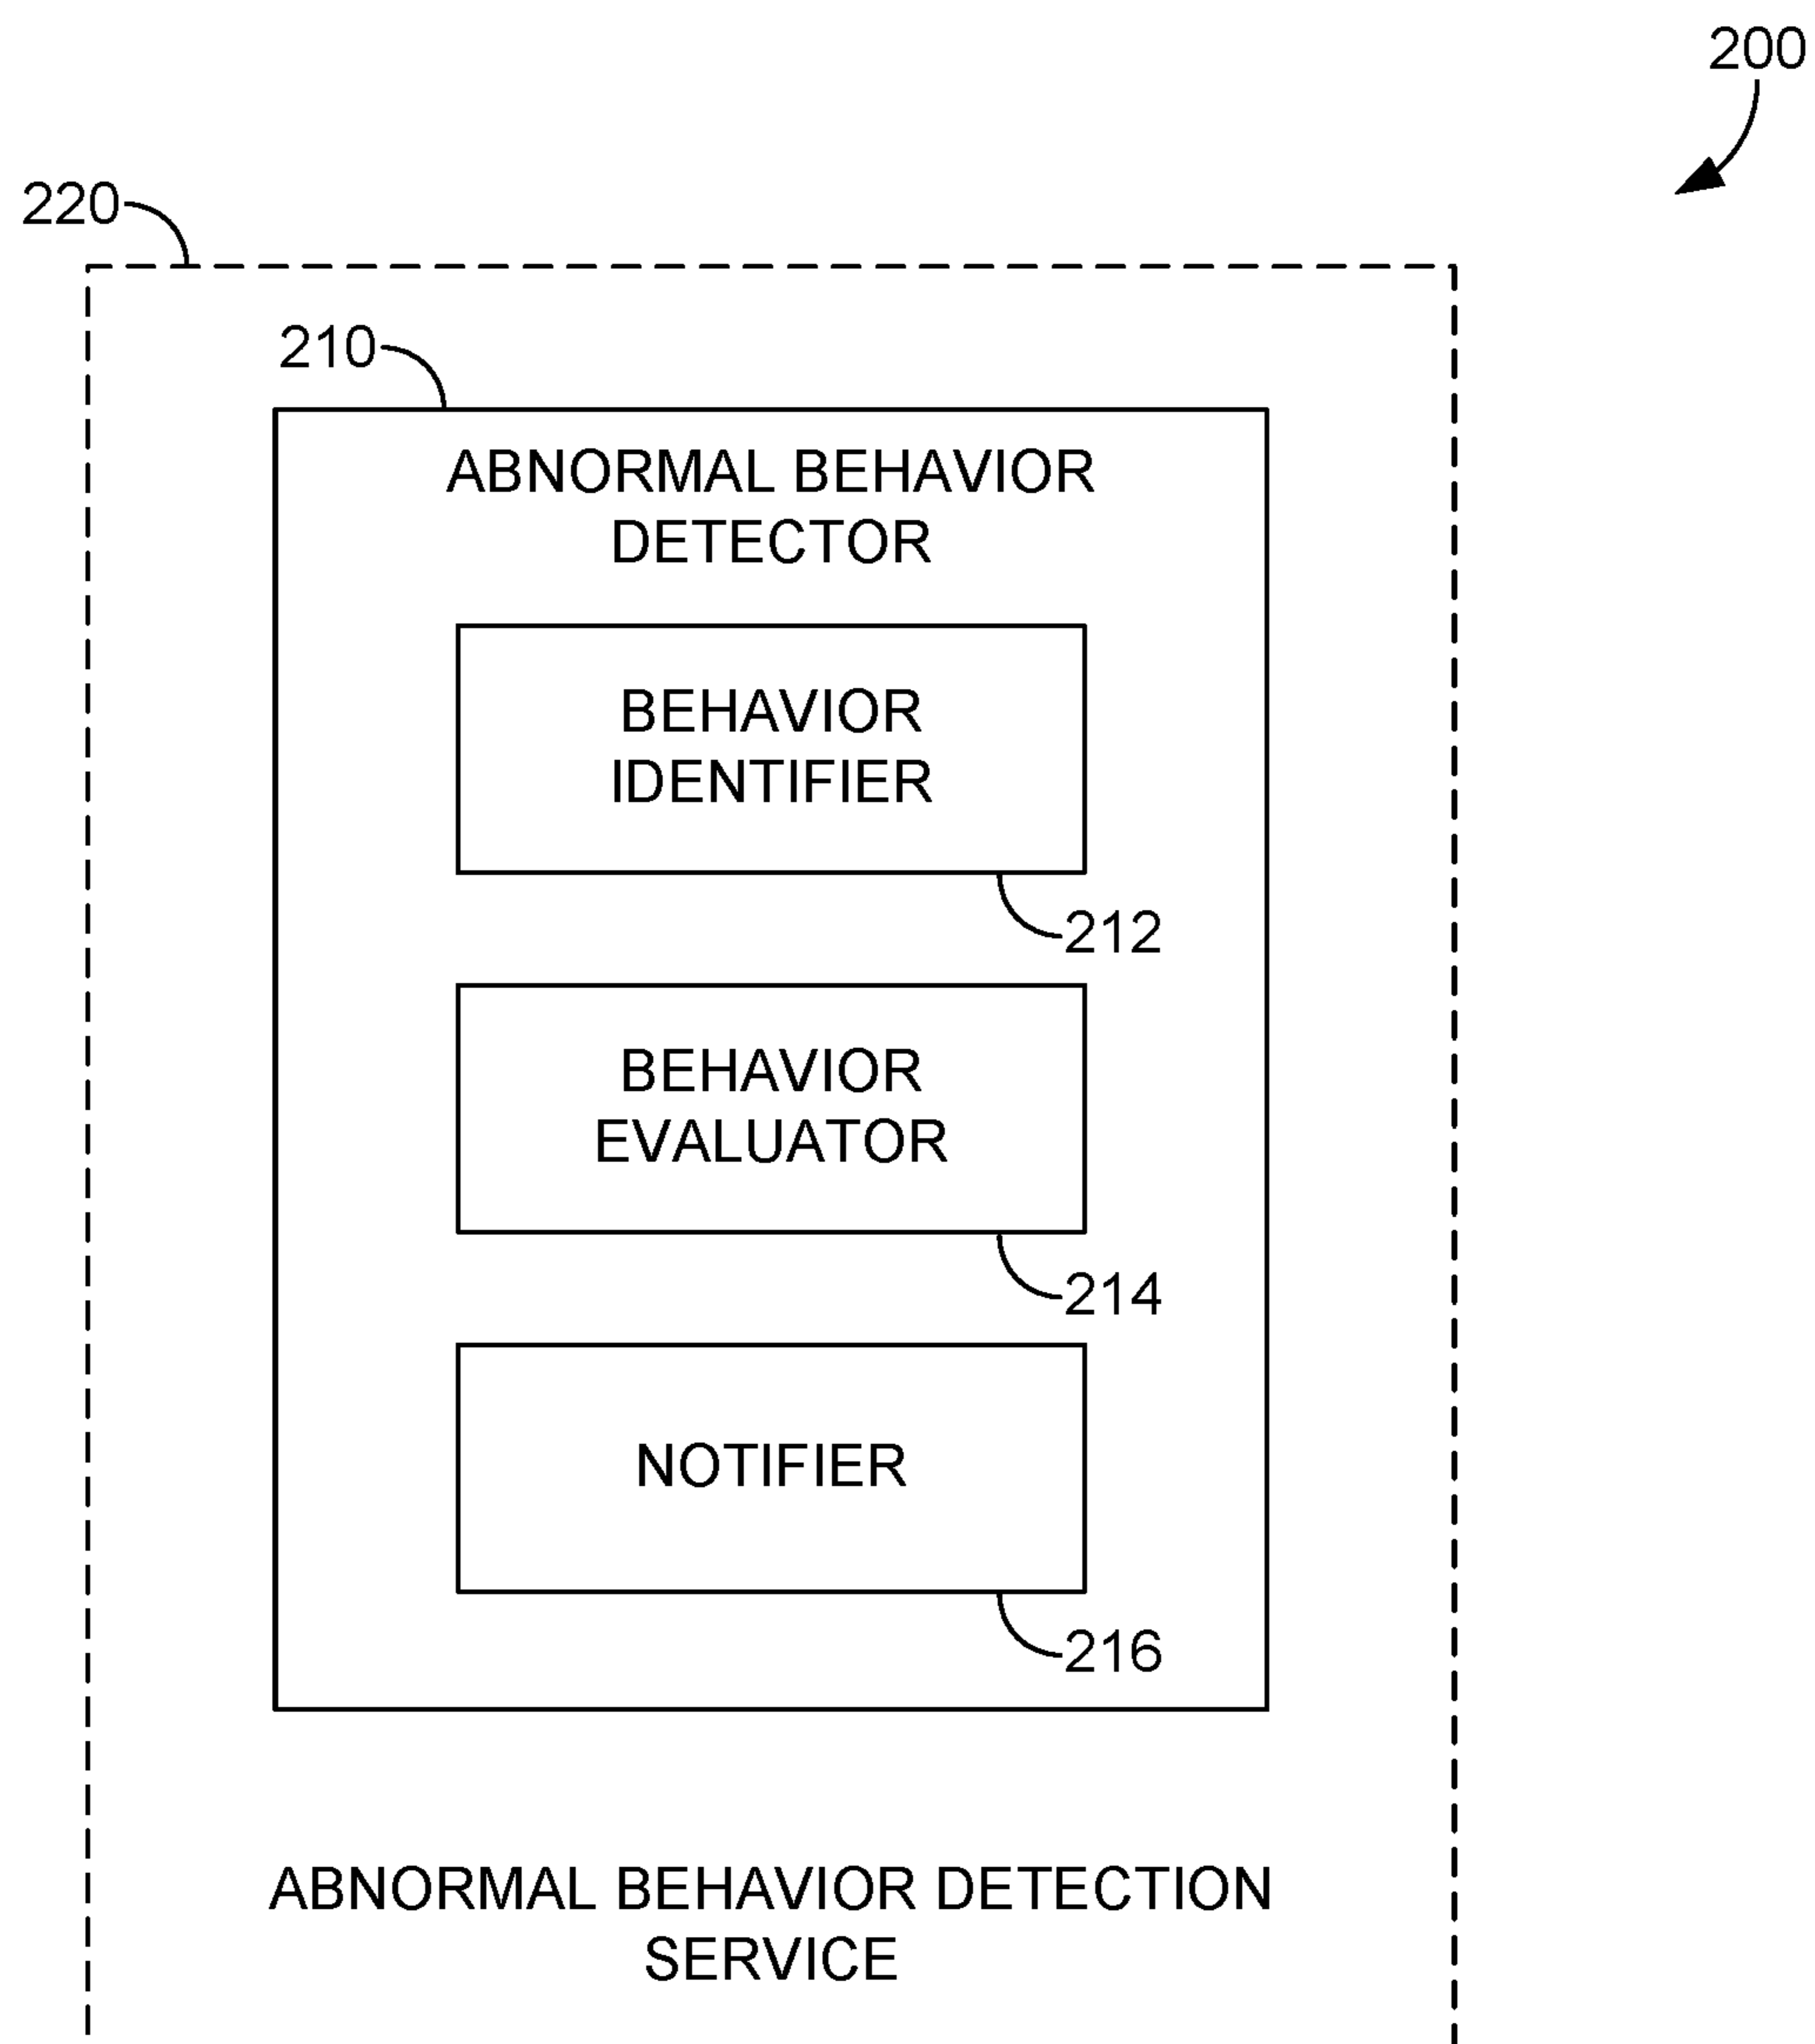 200
220
210
ABNORMAL BEHAVIOR
DETECTOR
BEHAVIOR
IDENTIFIER
212
BEHAVIOR
EVALUATOR
214
NOTIFIER
216
ABNORMAL BEHAVIOR DETECTION
SERVICE